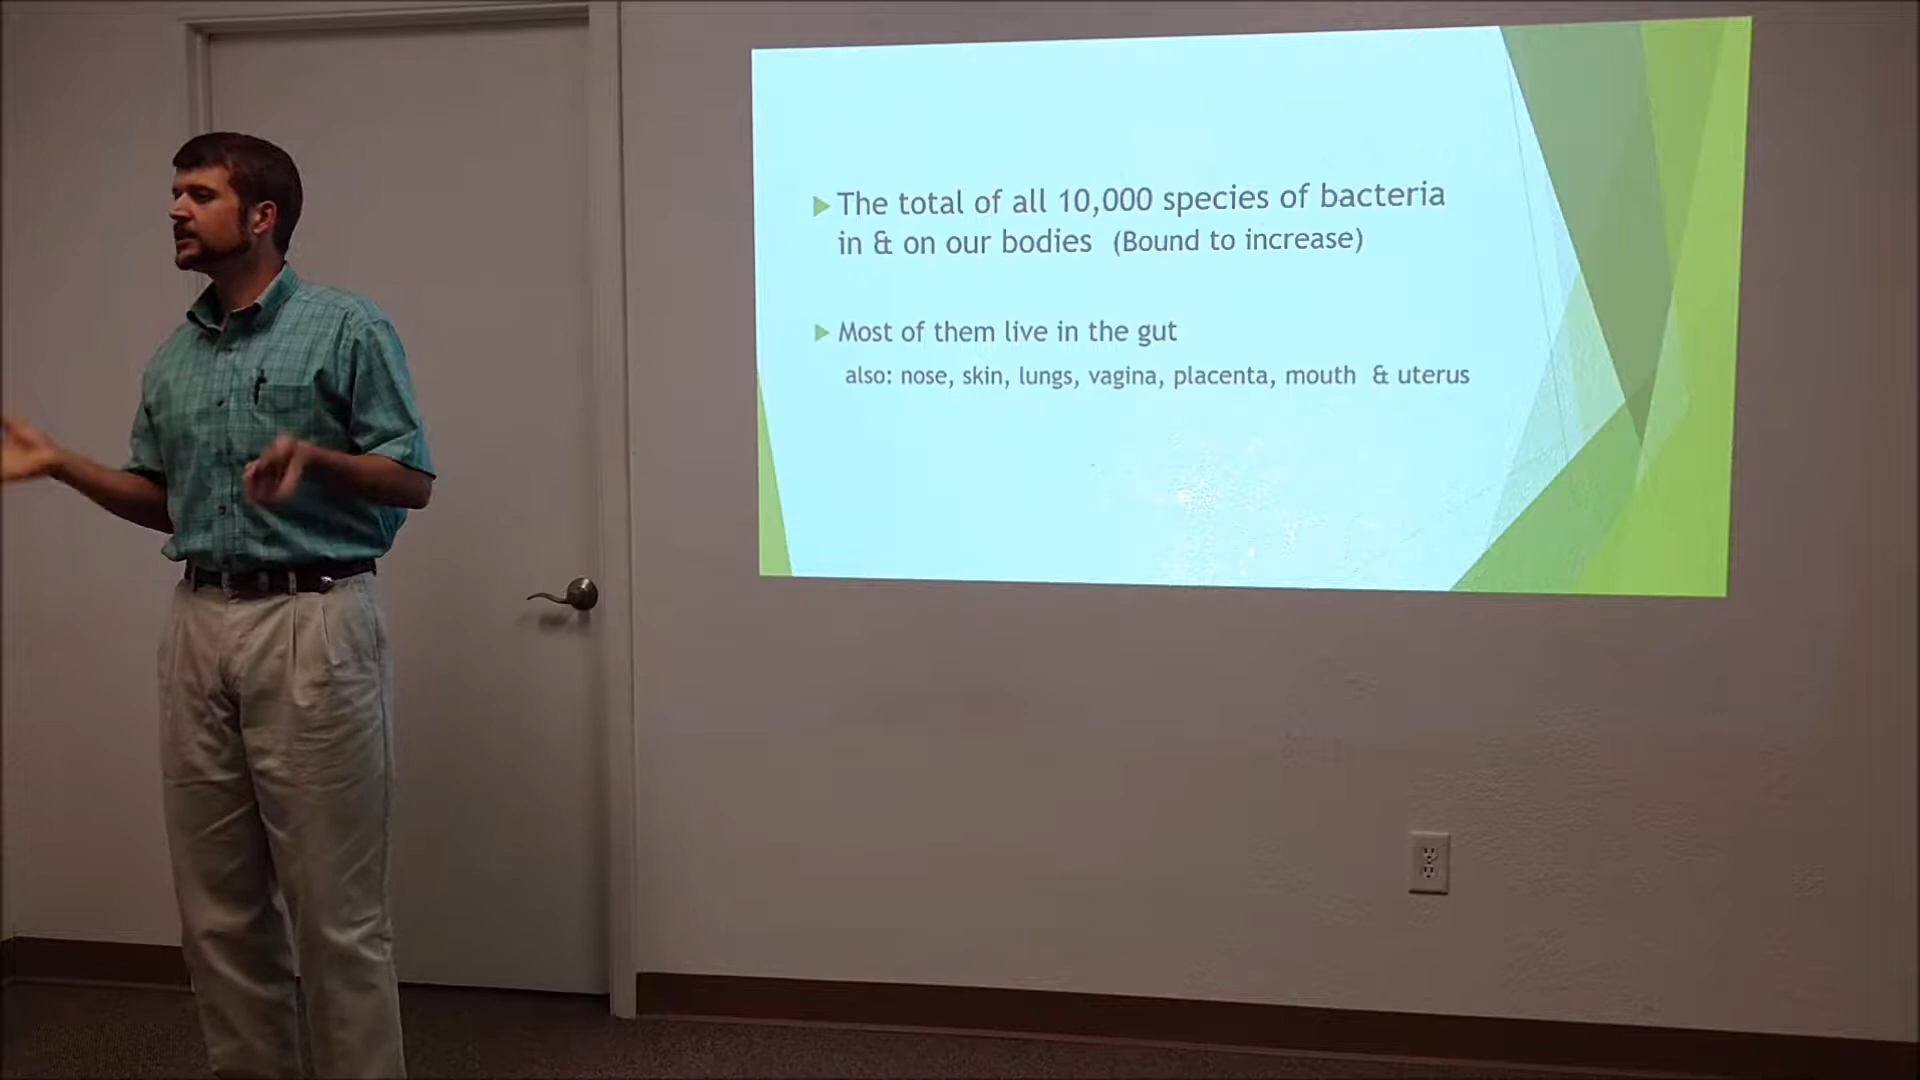 The total of all 10,000 species of bacteria
in & on our bodies (Bound to increase)
Most of them live in the gut
also: nose, skin, lungs, vagina, placenta, mouth & uterus